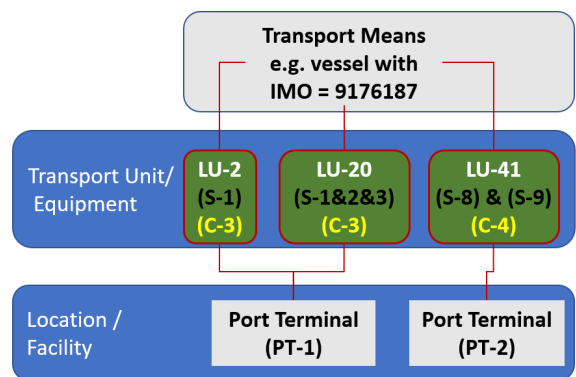 Transport Means
e.g. vessel with
IMO = 9176187
Transport Unit/
Equipment
LU-2
(S-1)
(C-3)
LU-20
(S-1&2&3)
(C-3)
LU-41
(S-8) & (S-9)
(C-4)
Location /
Facility
Port Terminal
(PT-1)
Port Terminal
(PT-2)